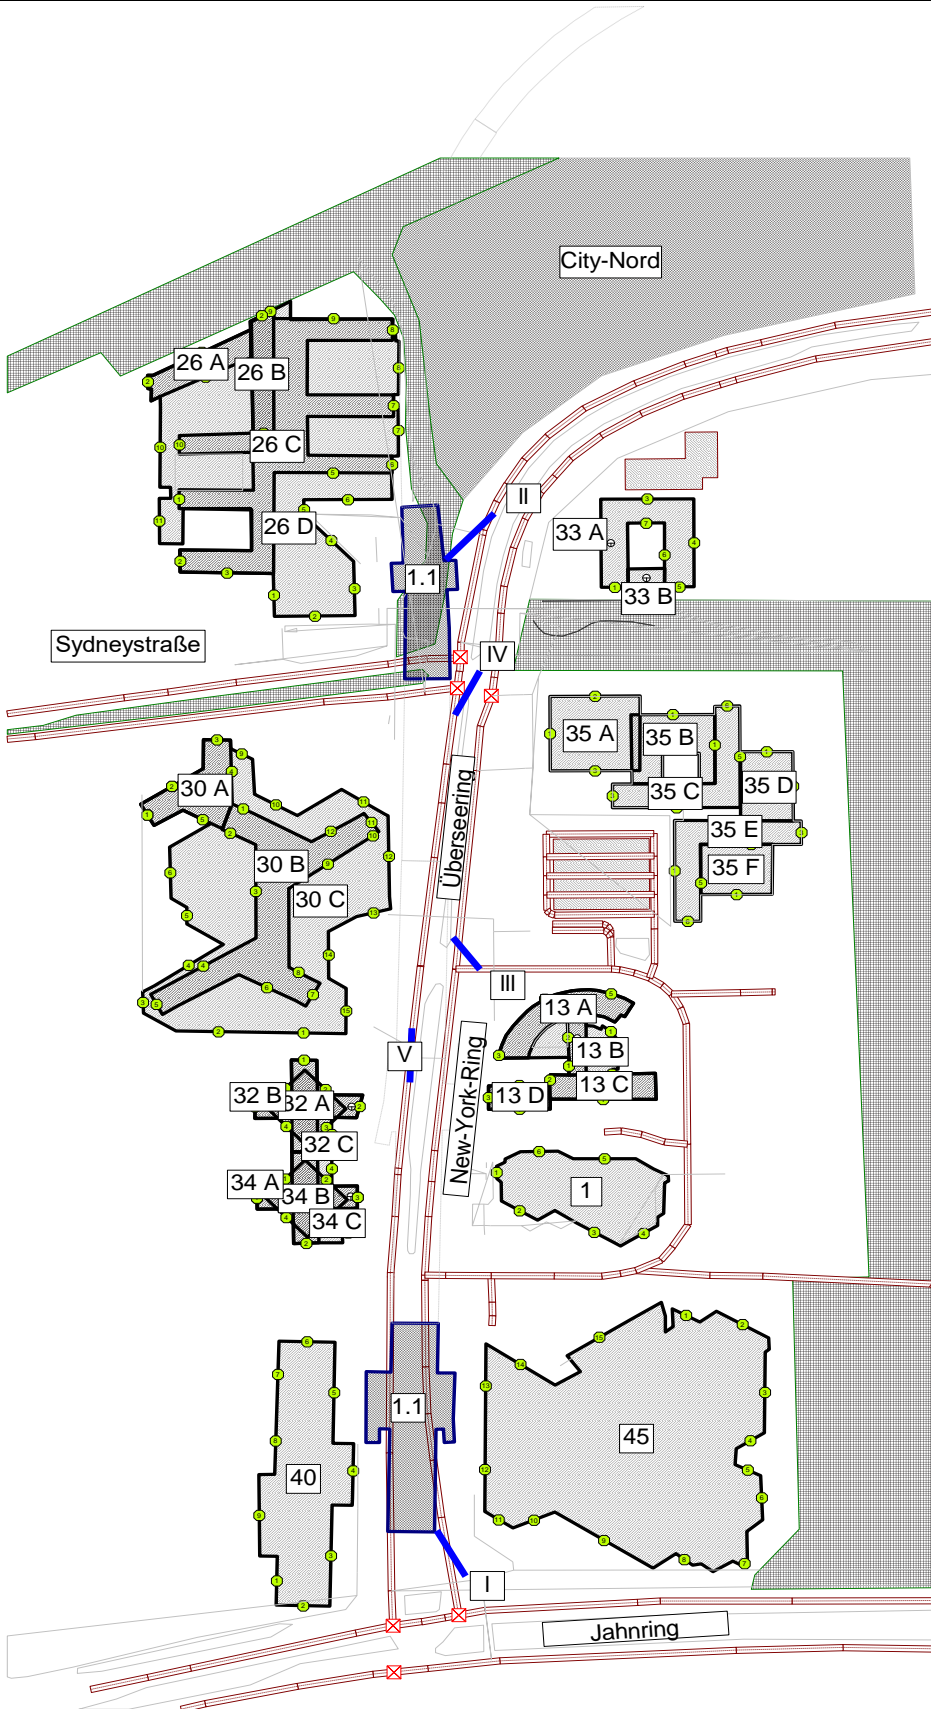 City-Nord
26 A
26 B
26 C
26 D
II
33 A
33 B
1.1
Sydneystraße
IV
35 A
35 B
35 C
35 D
35 E
35 F
30 A
30 B
30 C
Überseering
III
13 A
13 B
13 C
13 D
V
New-York-Ring
32 B
32 A
32 C
34 A
34 B
34 C
1
1.1
45
40
I
Jahnring